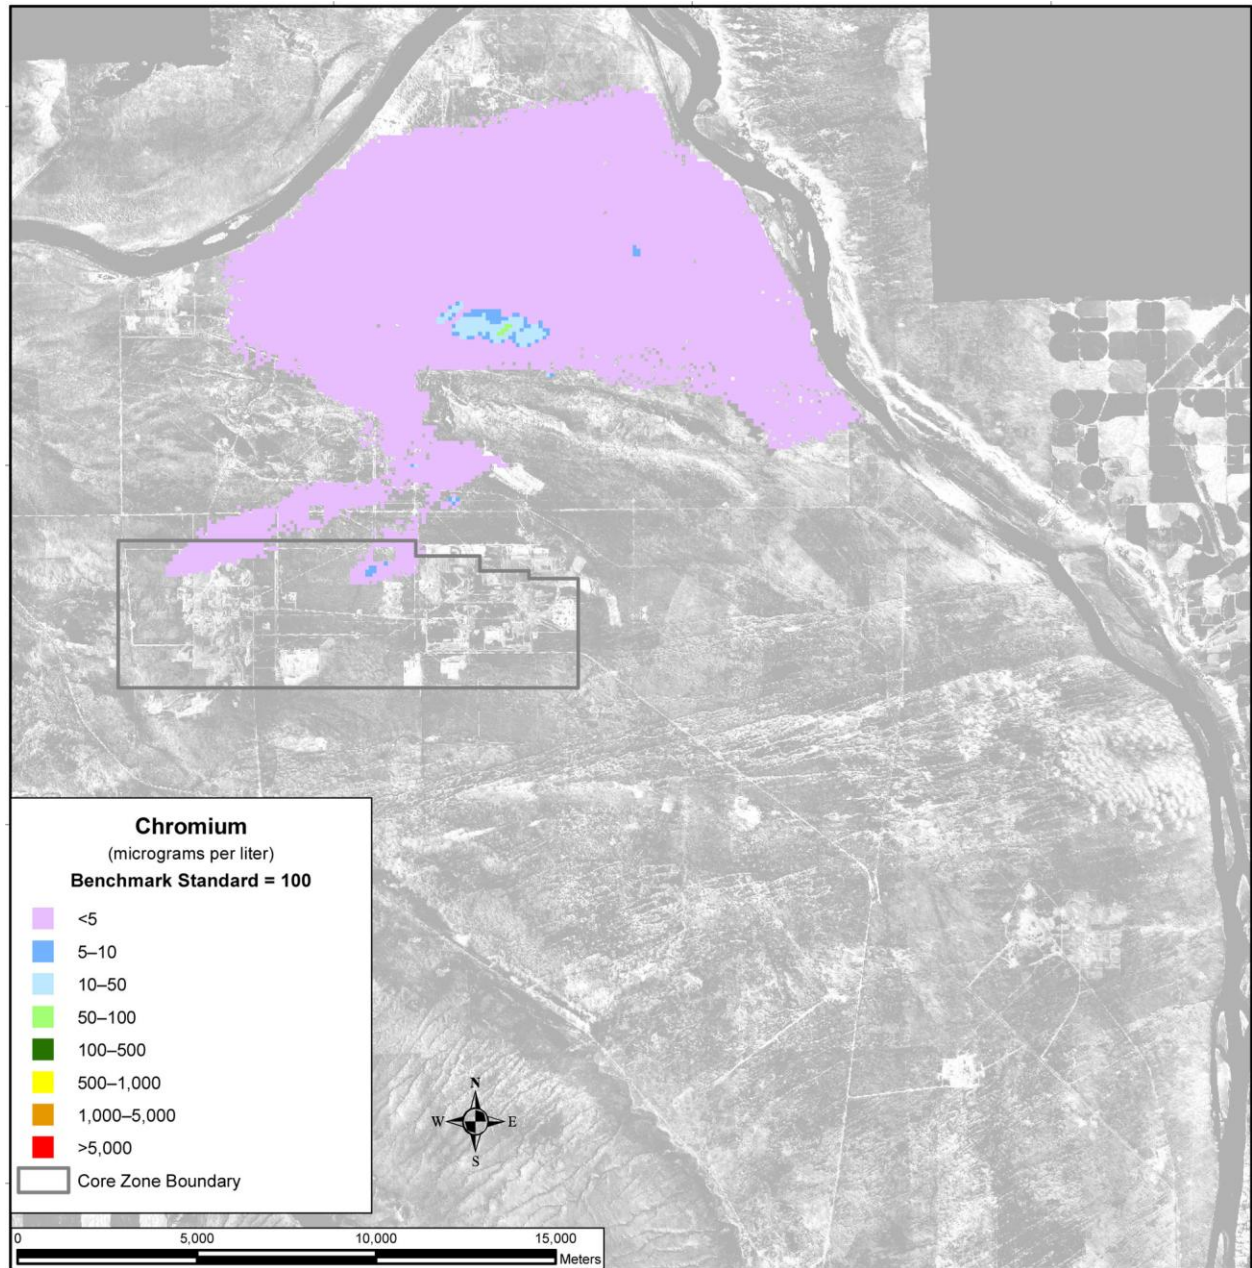 Chromium
(micrograms per liter)
Benchmark Standard = 100
<5
5–10
10–50
50–100
100–500
500–1,000
1,000–5,000
>5,000
Core Zone Boundary
N
W E
S
0 5,000 10,000 15,000
Meters